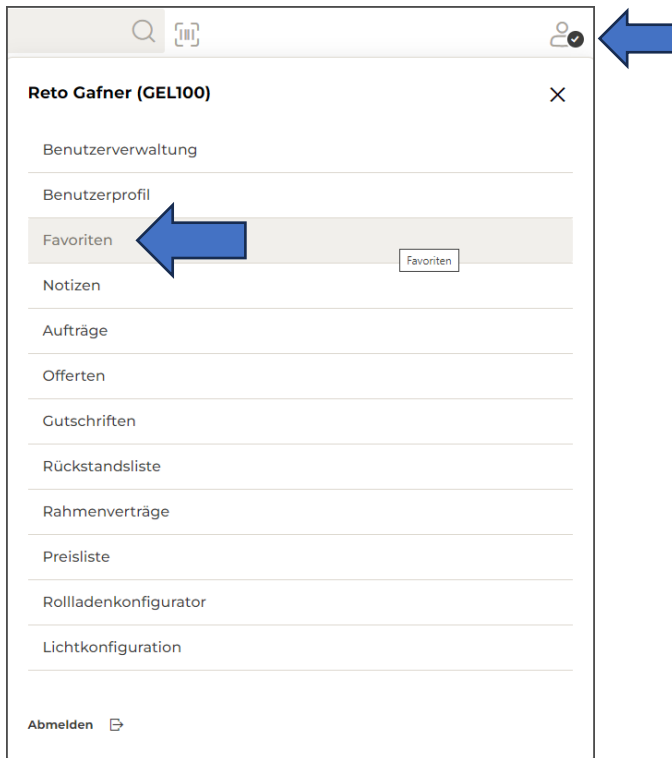 Reto Gafner (GEL100)
Benutzerverwaltung
Benutzerprofil
Favoriten
Favoriten
Notizen
Aufträge
Offerten
Gutschriften
Rückstandsliste
Rahmenverträge
Preisliste
Rollladenkonfigurator
Lichtkonfiguration
Abmelden